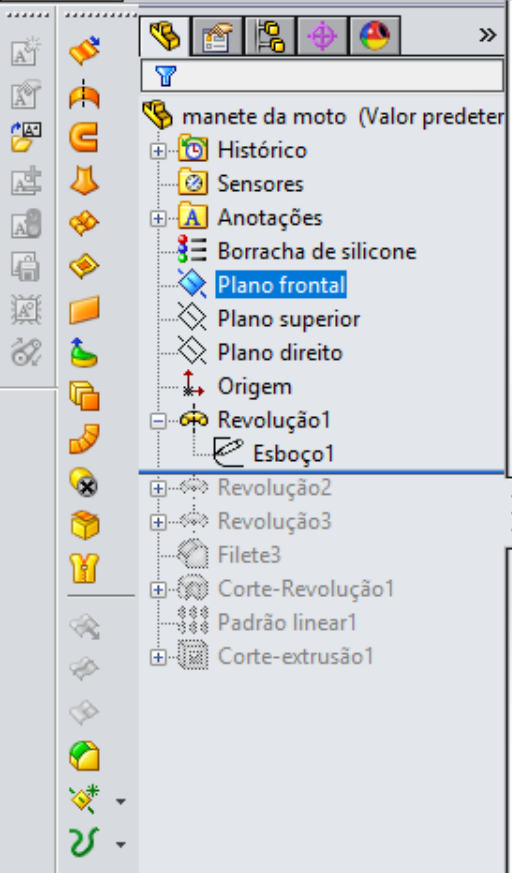 manete da moto (Valor predeter
Histórico
Sensores
A Anotações
Borracha de silicone
Plano frontal
Plano superior
Plano direito
Origem
Revolução1
Esboço1
Revolução2
Revolução3
Filete3
Corte-Revolução1
Padrão linear1
Corte-extrusão1